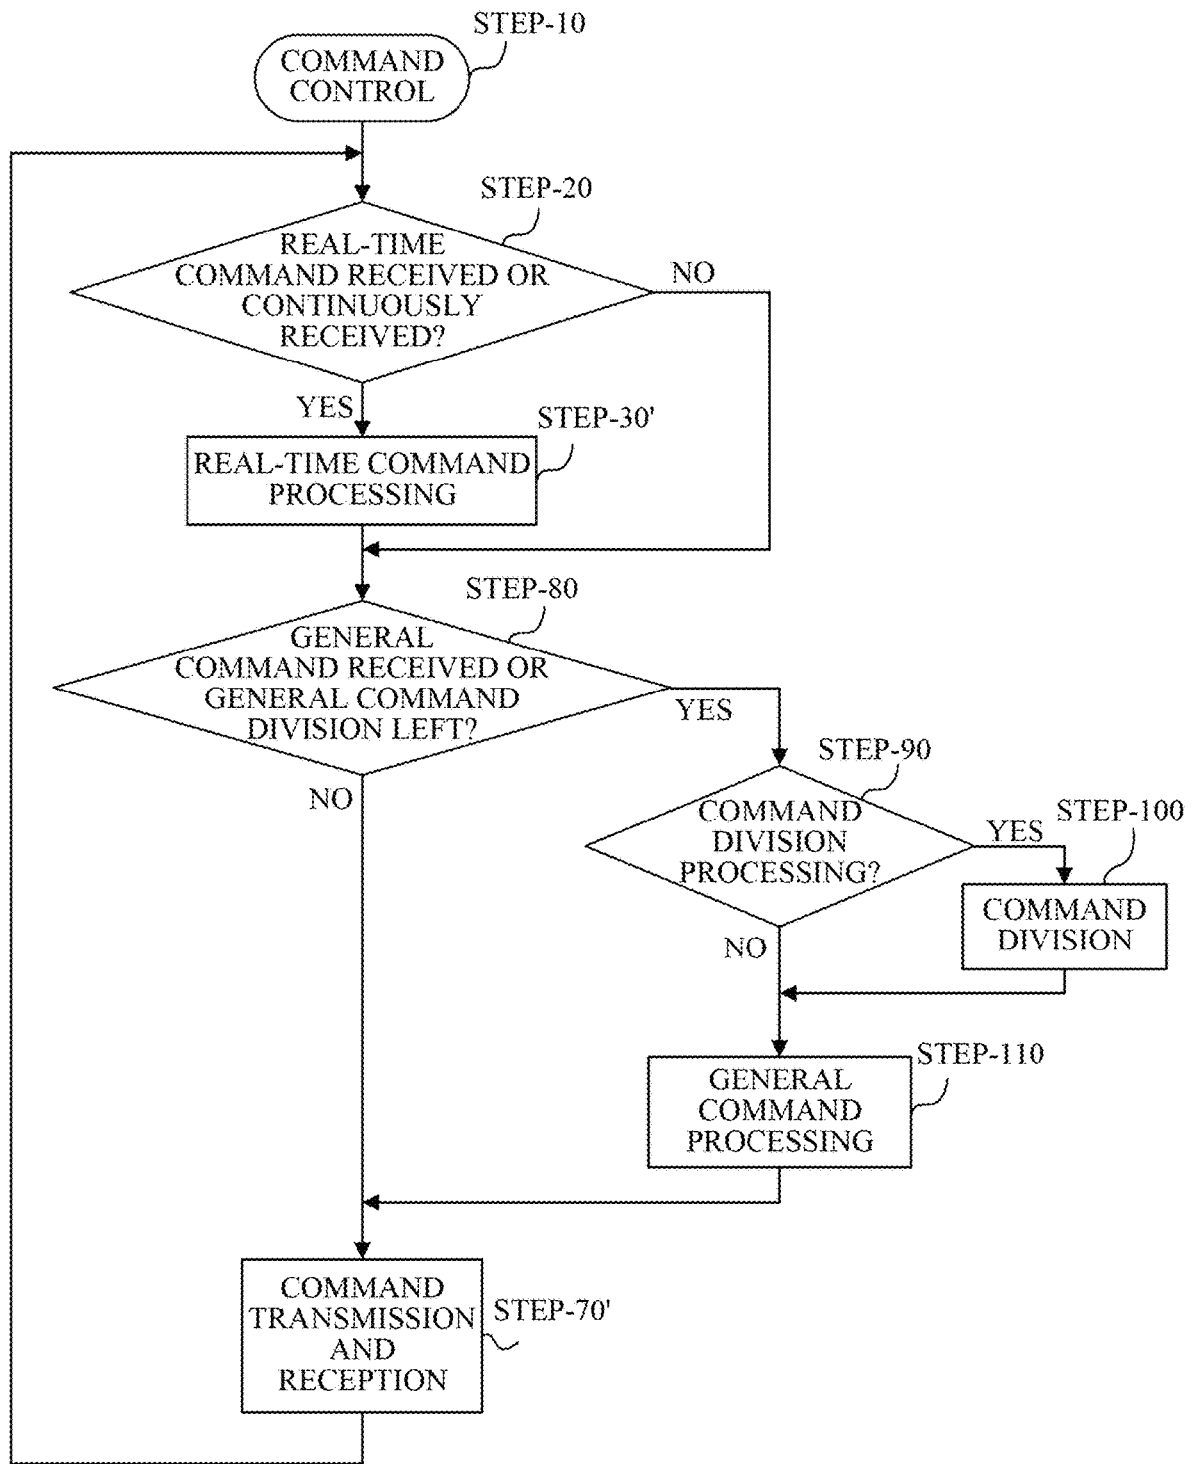 STEP-10
COMMAND
CONTROL
STEP-20
REAL-TIME
COMMAND RECEIVED OR
CONTINUOUSLY
RECEIVED?
NO
YES
STEP-30'
REAL-TIME COMMAND
PROCESSING
STEP-80
GENERAL
COMMAND RECEIVED OR
GENERAL COMMAND
DIVISION LEFT?
YES
NO
STEP-90
COMMAND
DIVISION
PROCESSING?
YES
STEP-100
COMMAND
DIVISION
NO
STEP-110
GENERAL
COMMAND
PROCESSING
COMMAND
TRANSMISSION
AND
RECEPTION
STEP-70'